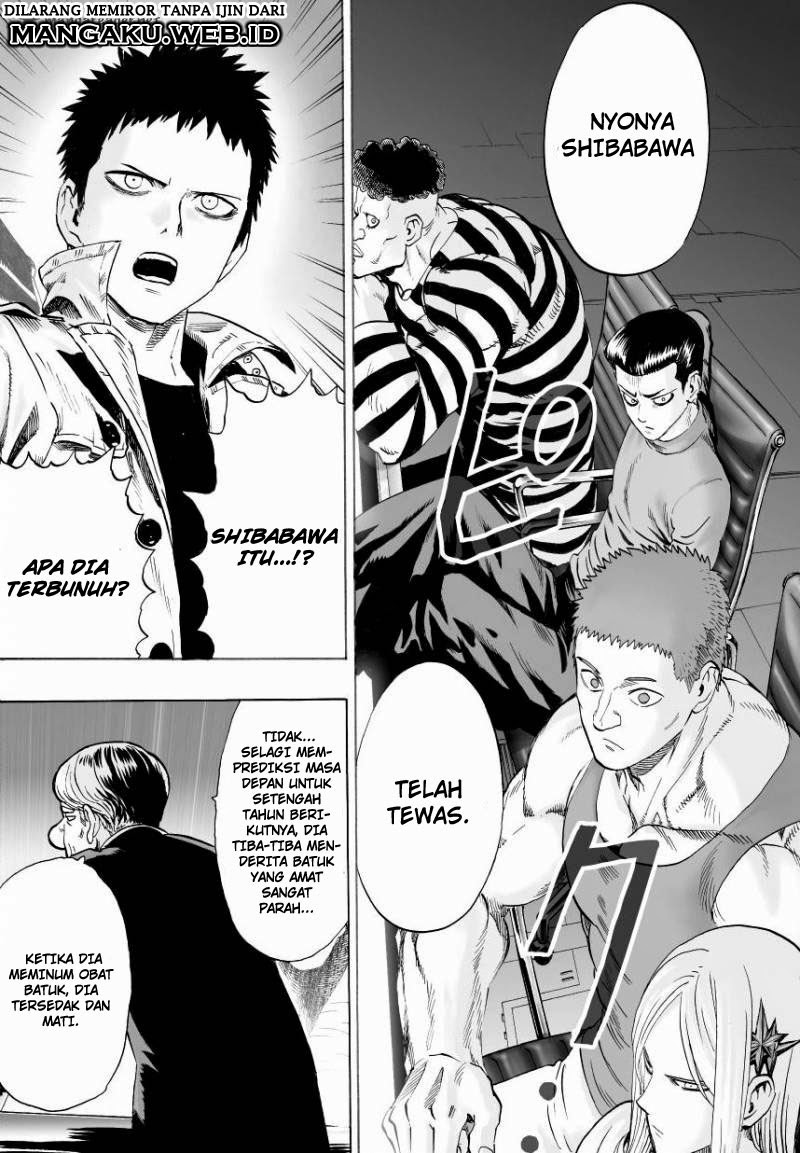 DILARANG MEMIROR TANPA IJIN DARI
MANGAKU.WEB.ID
NYONYA
SHIBABAWA
ピク
TELAH
TEWAS.
SHIBABAWA
ITU...!?
APA DIA
TERBUNUH?
TIDAK...
SELAGI MEM-
PREDIKSI MASA
DEPAN UNTUK
SETENGAH
TAHUN BERI-
KUTNYA, DIA
TIBA-TIBA MEN-
DERITA BATUK
YANG AMAT
SANGAT
PARAH...
KETIKA DIA
MEMINUM OBAT
BATUK, DIA
TERSEDAK DAN
MATI.